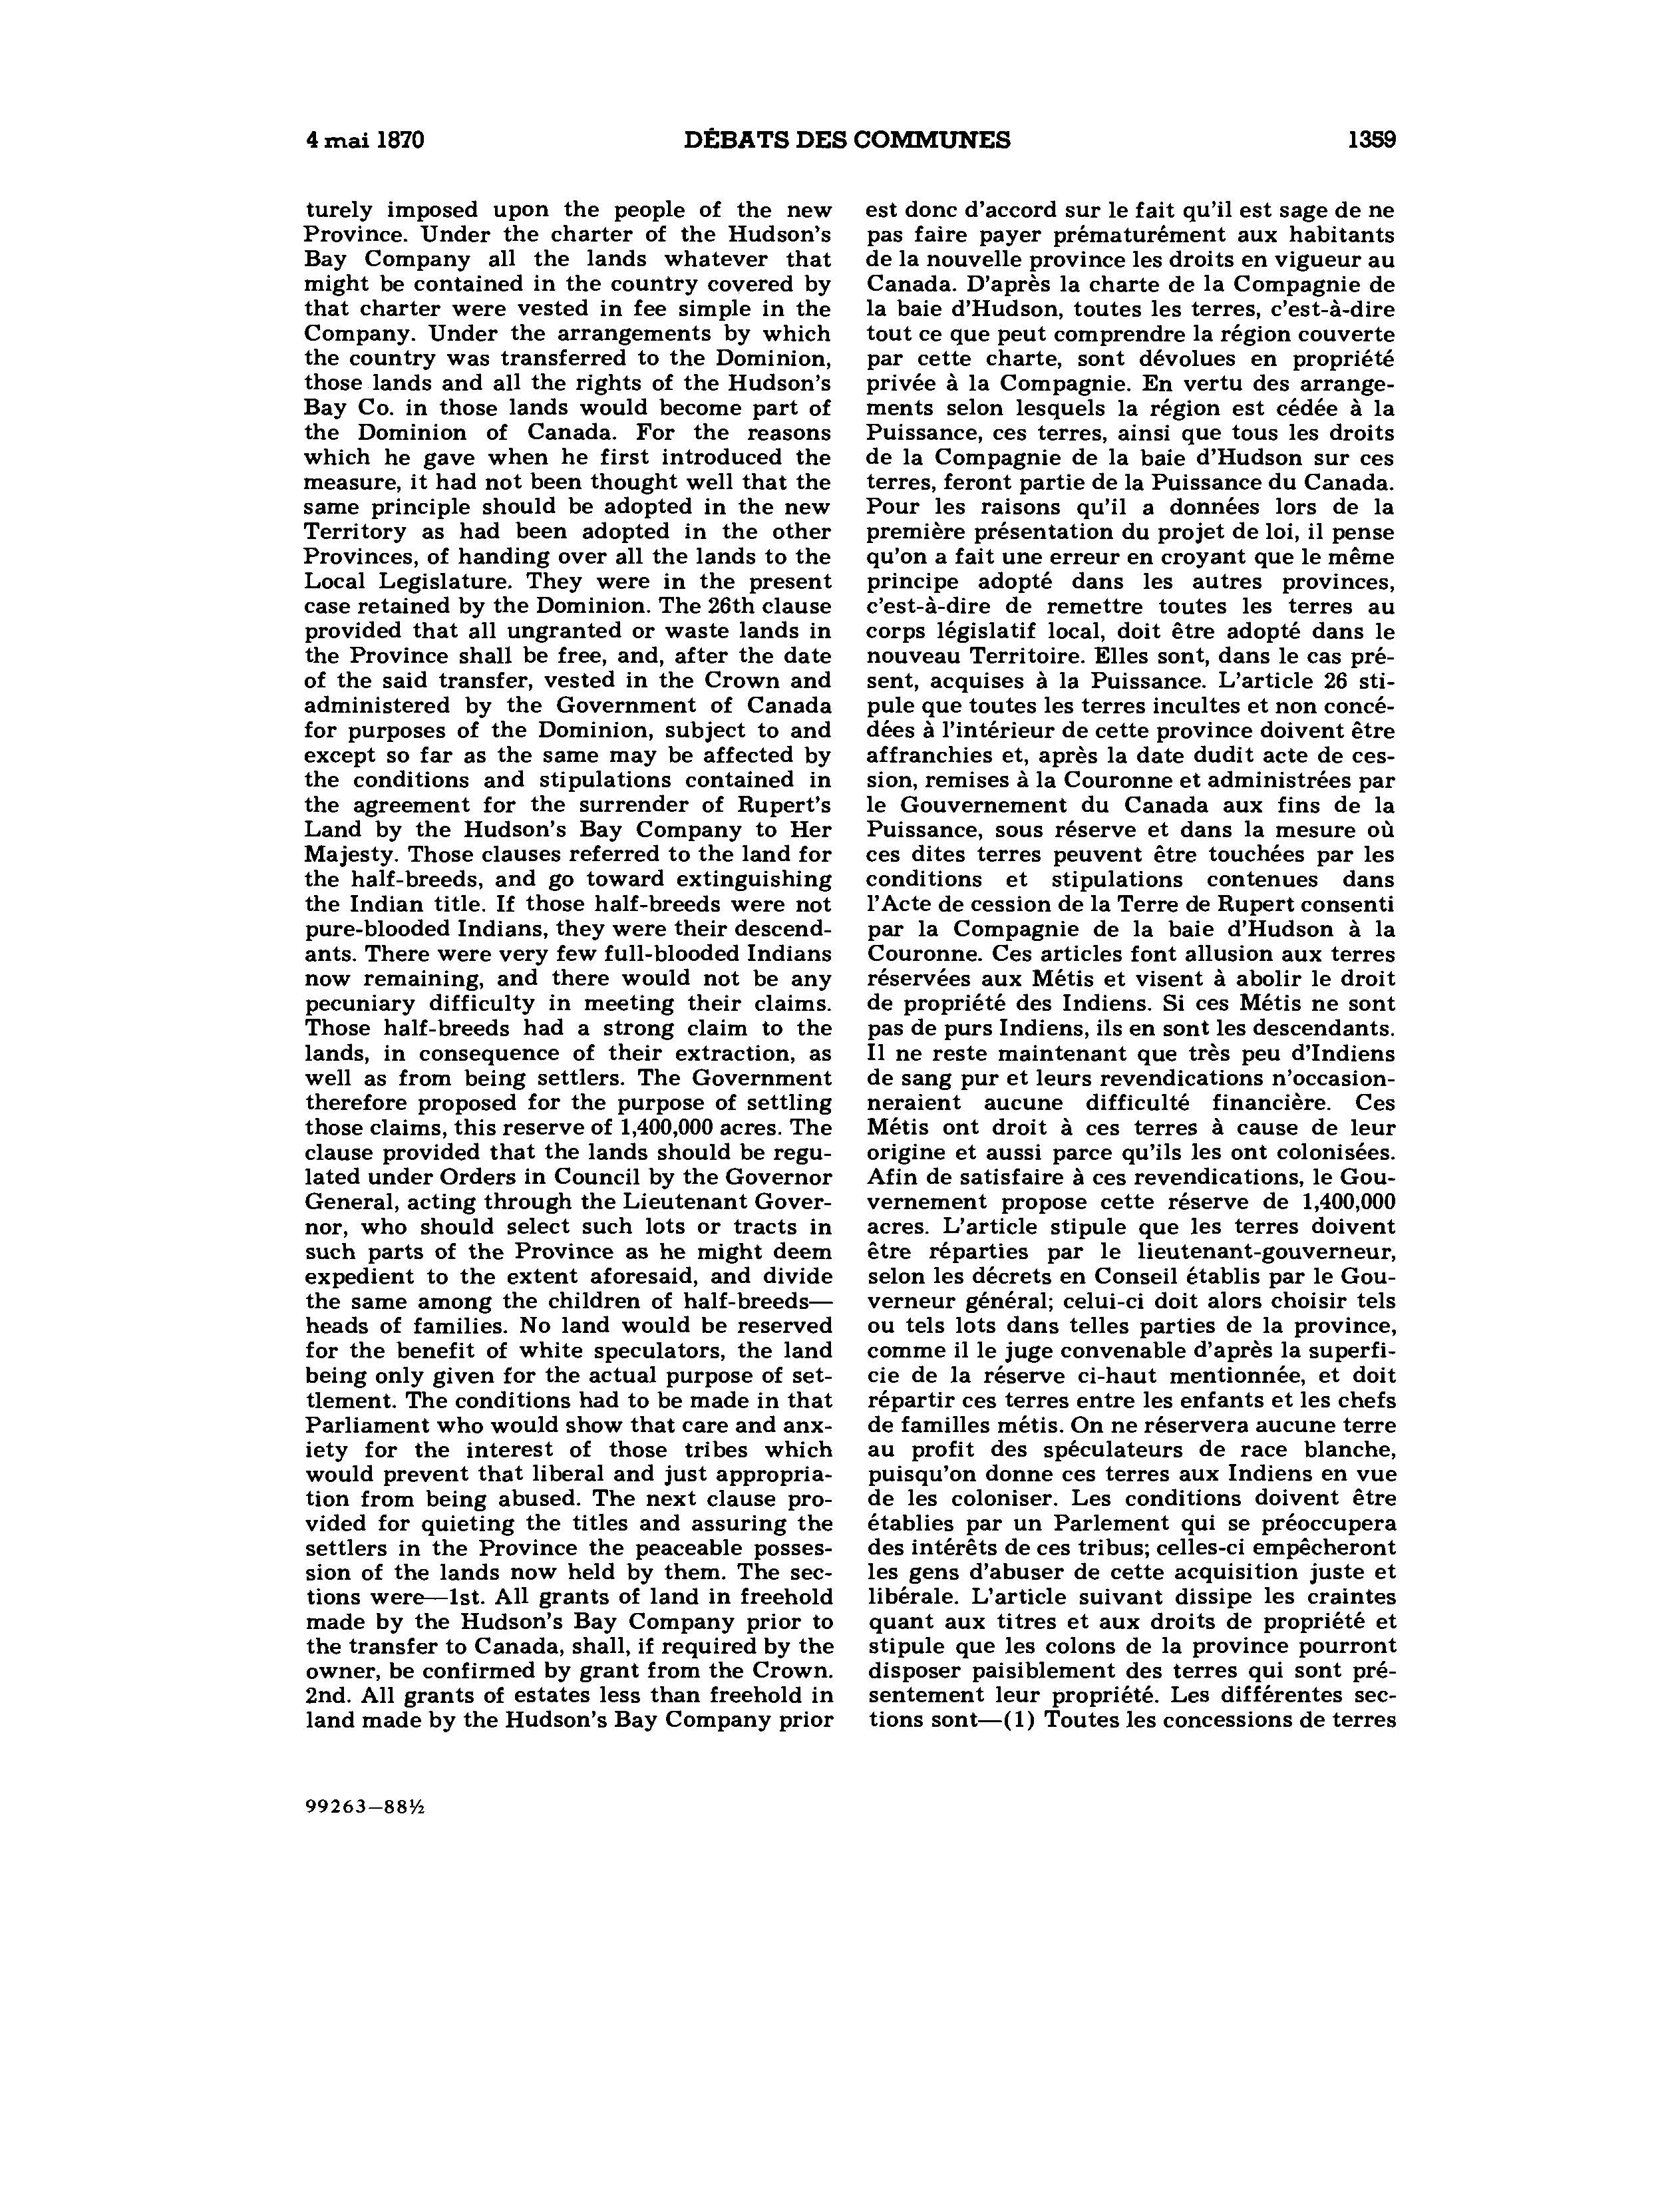 4 mai 1870
DÉBATS DES COMMUNES
1359
turely imposed upon the people of the new
Province. Under the charter of the Hudson's
Bay Company all the lands whatever that
might be contained in the country covered by
that charter were vested in fee simple in the
Company. Under the arrangements by which
the country was transferred to the Dominion,
those lands and all the rights of the Hudson's
Bay Co. in those lands would become part of
the Dominion of Canada. For the reasons
which he gave when he first introduced the
measure, it had not been thought well that the
same principle should be adopted in the new
Territory as had been adopted in the other
Provinces, of handing over all the lands to the
Local Legislature. They were in the present
case retained by the Dominion. The 26th clause
provided that all ungranted or waste lands in
the Province shall be free, and, after the date
of the said transfer, vested in the Crown and
administered by the Government of Canada
for purposes of the Dominion, subject to and
except so far as the same may be affected by
the conditions and stipulations contained in
the agreement for the surrender of Rupert's
Land by the Hudson's Bay Company to Her
Majesty. Those clauses referred to the land for
the half-breeds, and go toward extinguishing
the Indian title. If those half-breeds were not
pure-blooded Indians, they were their descend-
ants. There were very few full-blooded Indians
now remaining, and there would not be any
pecuniary difficulty in meeting their claims.
Those half-breeds had a strong claim to the
lands, in consequence of their extraction, as
well as from being settlers. The Government
therefore proposed for the purpose of settling
those claims, this reserve of 1,400,000 acres. The
clause provided that the lands should be regu-
lated under Orders in Council by the Governor
General, acting through the Lieutenant Gover-
nor, who should select such lots or tracts in
such parts of the Province as he might deem
expedient to the extent aforesaid, and divide
the same among the children of half-breeds—
heads of families. No land would be reserved
for the benefit of white speculators, the land
being only given for the actual purpose of set-
tlement. The conditions had to be made in that
Parliament who would show that care and anx-
iety for the interest of those tribes which
would prevent that liberal and just appropria-
tion from being abused. The next clause pro-
vided for quieting the titles and assuring the
settlers in the Province the peaceable posses-
sion of the lands now held by them. The sec-
tions were—1st. All grants of land in freehold
made by the Hudson's Bay Company prior to
the transfer to Canada, shall, if required by the
owner, be confirmed by grant from the Crown.
2nd. All grants of estates less than freehold in
land made by the Hudson's Bay Company prior
est donc d'accord sur le fait qu'il est sage de ne
pas faire payer prématurément aux habitants
de la nouvelle province les droits en vigueur au
Canada. D'après la charte de la Compagnie de
la baie d'Hudson, toutes les terres, c'est-à-dire
tout ce que peut comprendre la région couverte
par cette charte, sont dévolues en propriété
privée à la Compagnie. En vertu des arrange-
ments selon lesquels la région est cédée à la
Puissance, ces terres, ainsi que tous les droits
de la Compagnie de la baie d'Hudson sur ces
terres, feront partie de la Puissance du Canada.
Pour les raisons qu'il a données lors de la
première présentation du projet de loi, il pense
qu'on a fait une erreur en croyant que le même
principe adopté dans les autres provinces,
c'est-à-dire de remettre toutes les terres au
corps législatif local, doit être adopté dans le
nouveau Territoire. Elles sont, dans le cas pré-
sent, acquises à la Puissance. L'article 26 sti-
pule que toutes les terres incultes et non concé-
dées à l'intérieur de cette province doivent être
affranchies et, après la date dudit acte de ces-
sion, remises à la Couronne et administrées par
le Gouvernement du Canada aux fins de la
Puissance, sous réserve et dans la mesure où
ces dites terres peuvent être touchées par les
conditions et stipulations contenues dans
l'Acte de cession de la Terre de Rupert consenti
par la Compagnie de la baie d'Hudson à la
Couronne. Ces articles font allusion aux terres
réservées aux Métis et visent à abolir le droit
de propriété des Indiens. Si ces Métis ne sont
pas de purs Indiens, ils en sont les descendants.
Il ne reste maintenant que très peu d'Indiens
de sang pur et leurs revendications n'occasion-
neraient aucune difficulté financière. Ces
Métis ont droit à ces terres à cause de leur
origine et aussi parce qu'ils les ont colonisées.
Afin de satisfaire à ces revendications, le Gou-
vernement propose cette réserve de 1,400,000
acres. L'article stipule que les terres doivent
être réparties par le lieutenant-gouverneur,
selon les décrets en Conseil établis par le Gou-
verneur général; celui-ci doit alors choisir tels
ou tels lots dans telles parties de la province,
comme il le juge convenable d'après la superfi-
cie de la réserve ci-haut mentionnée, et doit
répartir ces terres entre les enfants et les chefs
de familles métis. On ne réservera aucune terre
au profit des spéculateurs de race blanche,
puisqu'on donne ces terres aux Indiens en vue
de les coloniser. Les conditions doivent être
établies par un Parlement qui se préoccupera
des intérêts de ces tribus; celles-ci empêcheront
les gens d'abuser de cette acquisition juste et
libérale. L'article suivant dissipe les craintes
quant aux titres et aux droits de propriété et
stipule que les colons de la province pourront
disposer paisiblement des terres qui sont pré-
sentement leur propriété. Les différentes sec-
tions sont—(1) Toutes les concessions de terres
99263—88½